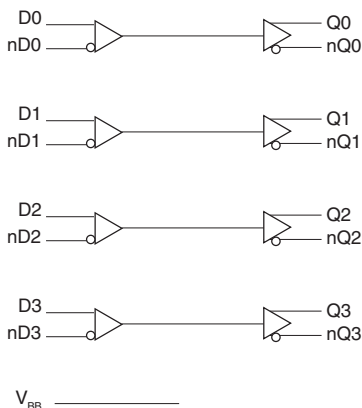 D0 Q0
nD0 nQ0
D1 Q1
nD1 nQ1
D2 Q2
nD2 nQ2
D3 Q3
nD3 nQ3
VBB